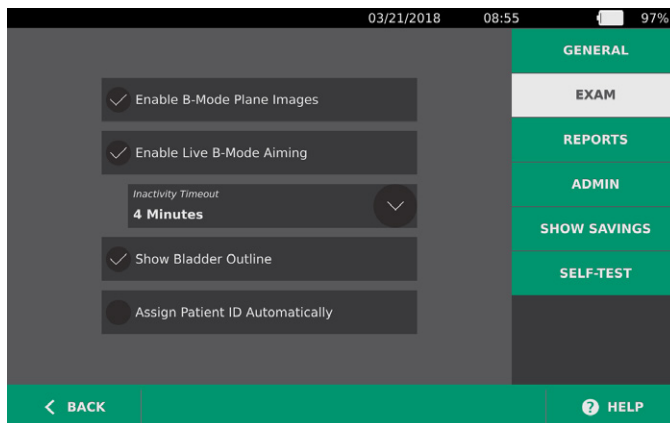 03/21/2018 08:55 97%
GENERAL
Enable B-Mode Plane Images
EXAM
Enable Live B-Mode Aiming
REPORTS
Inactivity Timeout
4 Minutes
ADMIN
SHOW SAVINGS
Show Bladder Outline
SELF-TEST
Assign Patient ID Automatically
BACK
? HELP